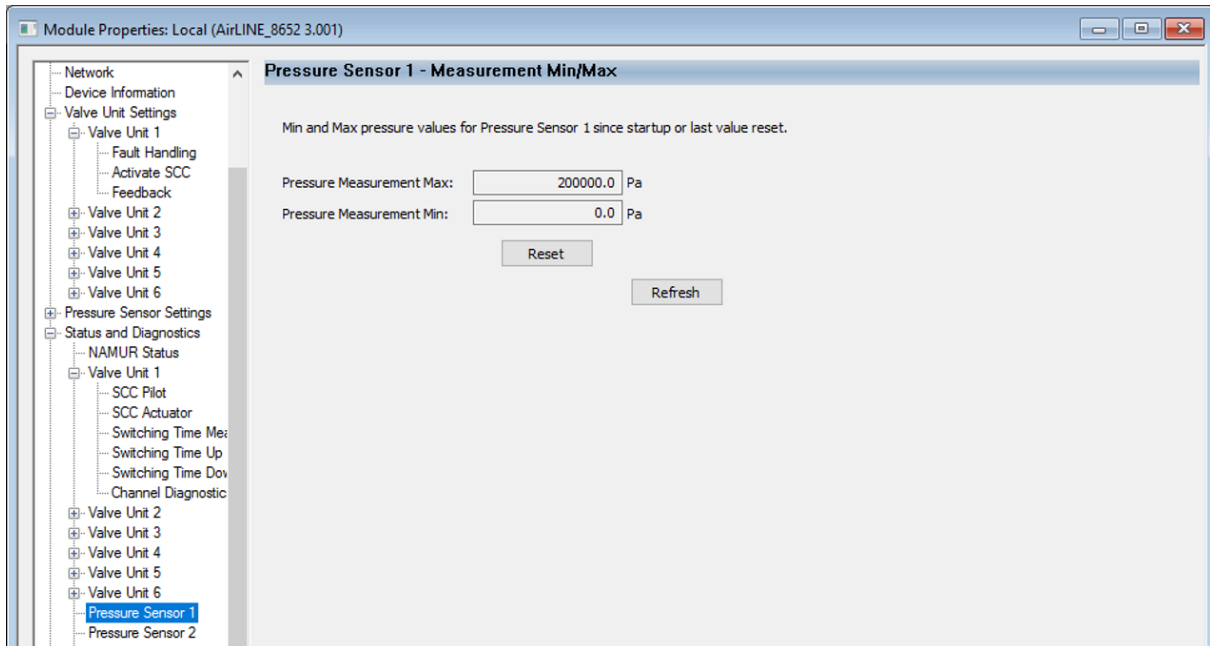 Module Properties: Local (AirLINE_8652 3.001)
Network
Device Information
Valve Unit Settings
Valve Unit 1
Fault Handling
Activate SCC
Feedback
Valve Unit 2
Valve Unit 3
Valve Unit 4
Valve Unit 5
Valve Unit 6
Pressure Sensor Settings
Status and Diagnostics
NAMUR Status
Valve Unit 1
SCC Pilot
SCC Actuator
Switching Time Mea
Switching Time Up
Switching Time Dow
Channel Diagnostic
Valve Unit 2
Valve Unit 3
Valve Unit 4
Valve Unit 5
Valve Unit 6
Pressure Sensor 1
Pressure Sensor 2
Pressure Sensor 1 - Measurement Min/Max
Min and Max pressure values for Pressure Sensor 1 since startup or last value reset.
Pressure Measurement Max: 200000.0 Pa
Pressure Measurement Min: 0.0 Pa
Reset
Refresh